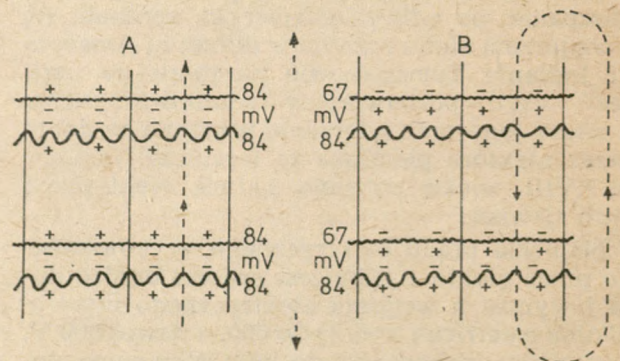 A
+ + + + 84
− − − − mV
84
+ + + +
+ + + + 84
− − − − mV
84
+ + + +
B
67 − − − −
mV + + + +
84
− − − −
67 − − − −
mV + + + +
84
− − − −